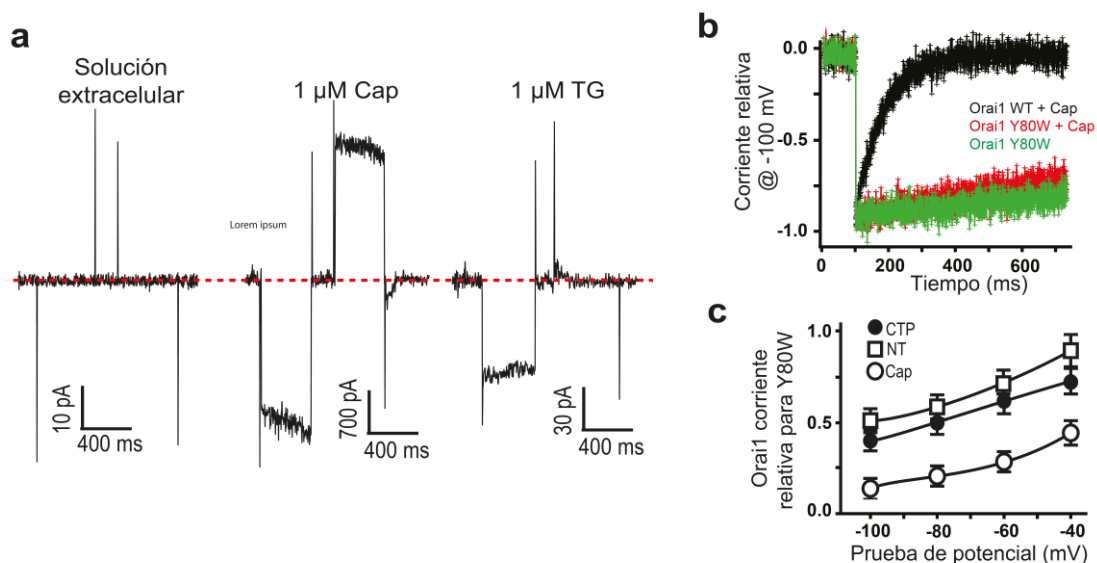 a
Solución
extracelular
1 µM Cap
1 µM TG
Lorem ipsum
10 pA
400 ms
700 pA
400 ms
30 pA
400 ms
b
Corriente relativa
@ -100 mV
0.0
-0.5
-1.0
Orai1 WT + Cap
Orai1 Y80W + Cap
Orai1 Y80W
0
200
400
600
Tiempo (ms)
c
Orai1 corriente
relativa para Y80W
1.0
0.5
0.0
CTP
NT
Cap
-100
-80
-60
-40
Prueba de potencial (mV)